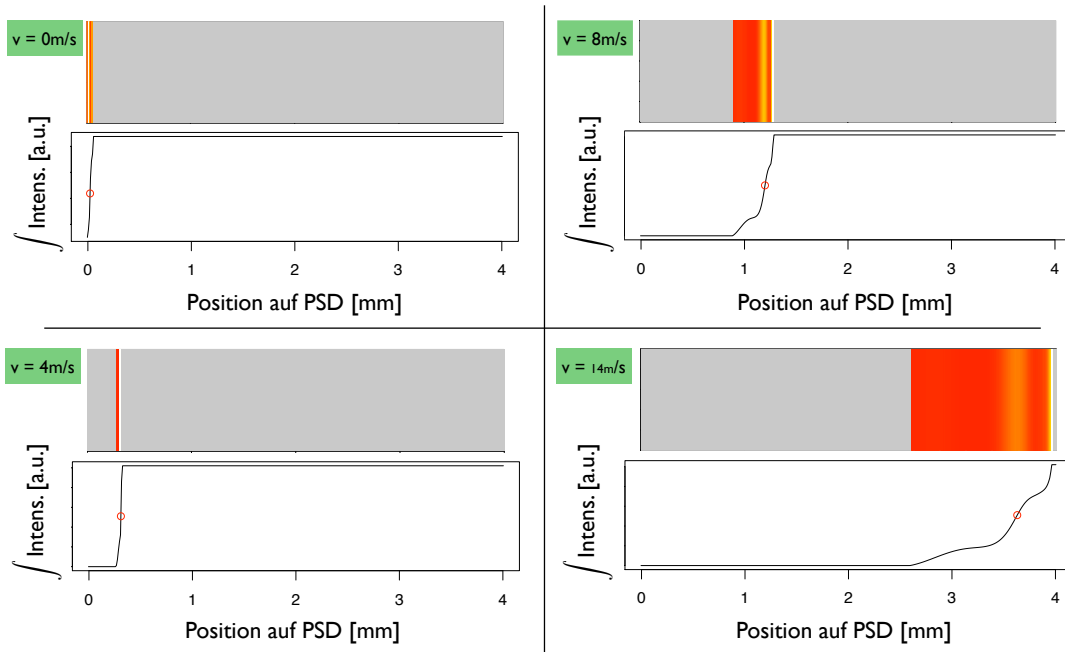 v = 0m/s
∫ Intens. [a.u.]
0 1 2 3 4
Position auf PSD [mm]
v = 8m/s
∫ Intens. [a.u.]
0 1 2 3 4
Position auf PSD [mm]
v = 4m/s
∫ Intens. [a.u.]
0 1 2 3 4
Position auf PSD [mm]
v = 14m/s
∫ Intens. [a.u.]
0 1 2 3 4
Position auf PSD [mm]